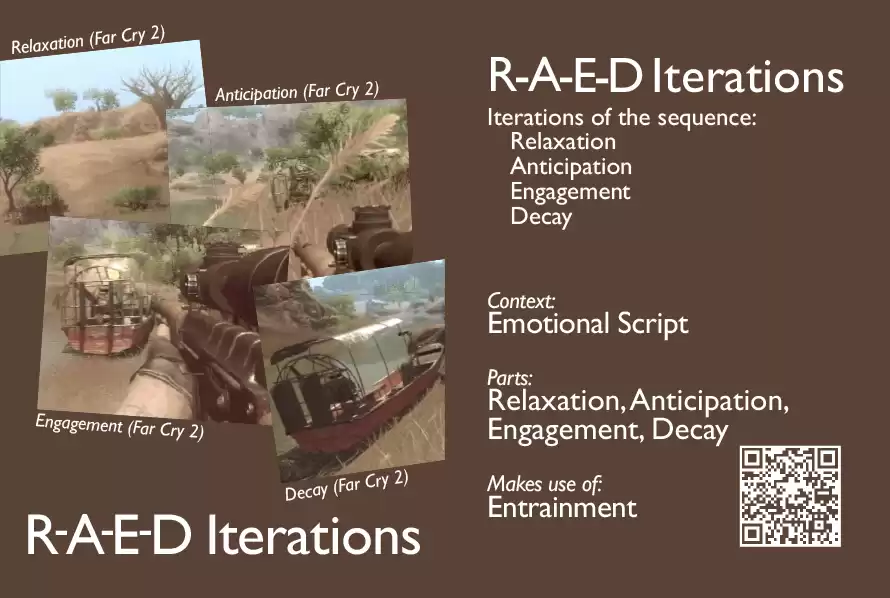 Relaxation (Far Cry 2)
Anticipation (Far Cry 2)
Engagement (Far Cry 2)
Decay (Far Cry 2)
R-A-E-D Iterations
R-A-E-D Iterations
Iterations of the sequence:
Relaxation
Anticipation
Engagement
Decay
Context:
Emotional Script
Parts:
Relaxation, Anticipation,
Engagement, Decay
Makes use of:
Entrainment